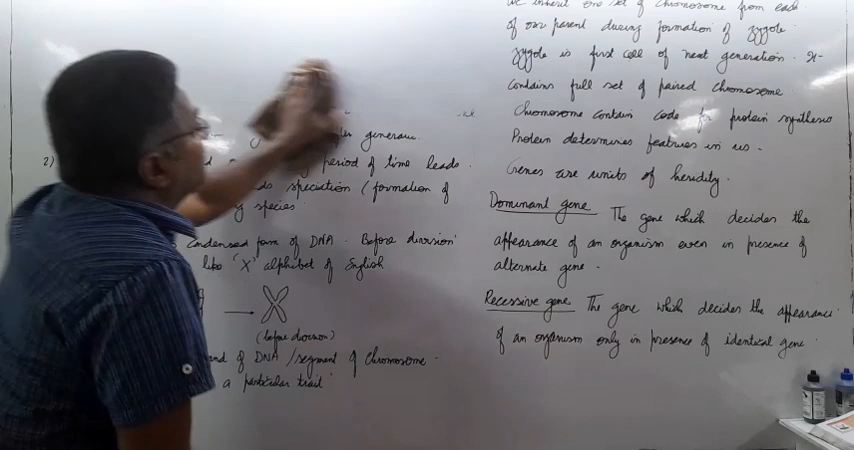 generati
2)
period of time leads
speciation (formation of
species
Condensed form of DNA. Before division
like 'X' alphabet of English
(before division)
of DNA / segment of chromosome.
a particular trait
we inherit one set of chromosome from each
of our parent during formation of zygote
zygote is first cell of next generation. It
contains full set of paired chromosome
Chromosome contain code for protein synthesis
Protein determines features in us.
Genes are units of heridity.
Dominant gene The gene which decides the
appearance of an organism even in presence of
alternate gene.
Recessive gene The gene which decides the appearance
of an organism only in presence of identical gene.